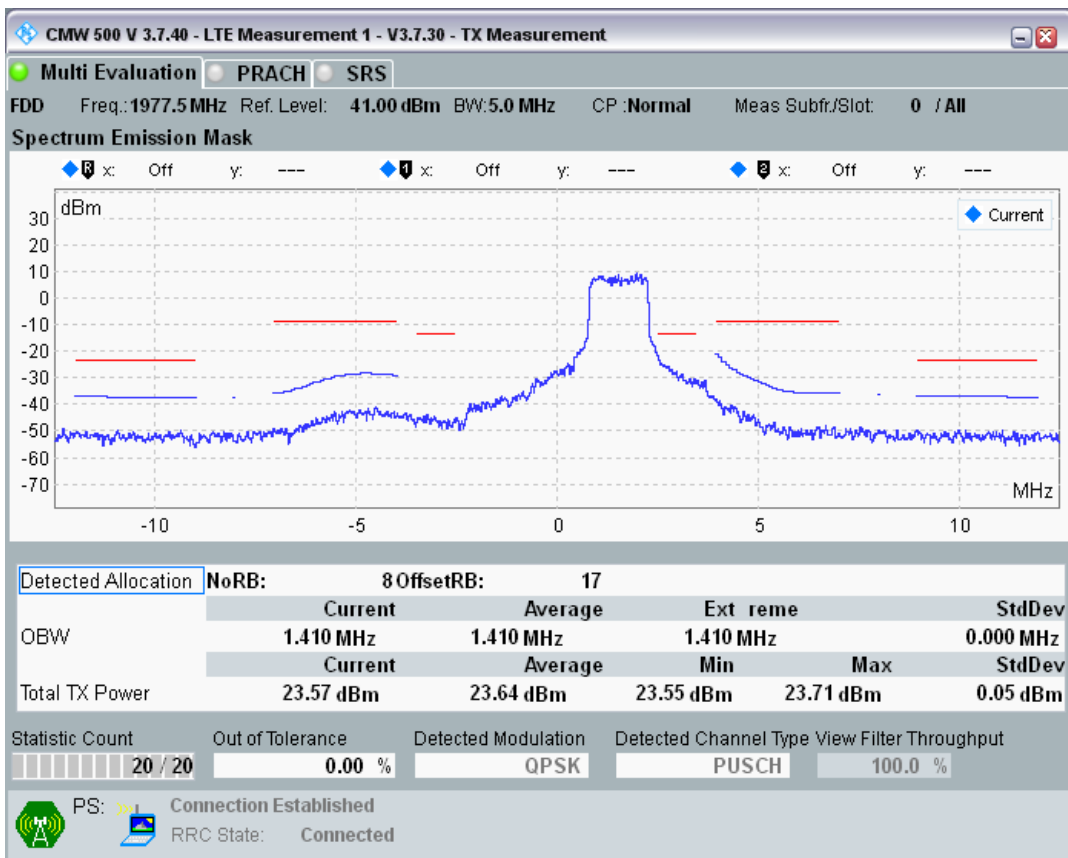 CMW 500 V 3.7.40 - LTE Measurement 1 - V3.7.30 - TX Measurement
Multi Evaluation PRACH SRS
FDD Freq.:1977.5MHz Ref. Level: 41.00 dBm BW:5.0 MHz CP :Normal Meas Subfr./Slot: 0 / All
Spectrum Emission Mask
R x: Off y: --- 1 x: Off y: --- 2 x: Off y: ---
dBm
Current
30
20
10
0
-10
-20
-30
-40
-50
-60
-70
MHz
-10 -5 0 5 10
Detected Allocation NoRB: 8 OffsetRB: 17
Current Average Ext reme StdDev
OBW 1.410 MHz 1.410 MHz 1.410 MHz 0.000 MHz
Current Average Min Max StdDev
Total TX Power 23.57 dBm 23.64 dBm 23.55 dBm 23.71 dBm 0.05 dBm
Statistic Count Out of Tolerance Detected Modulation Detected Channel Type View Filter Throughput
20 / 20 0.00 % QPSK PUSCH 100.0 %
PS: Connection Established
RRC State: Connected